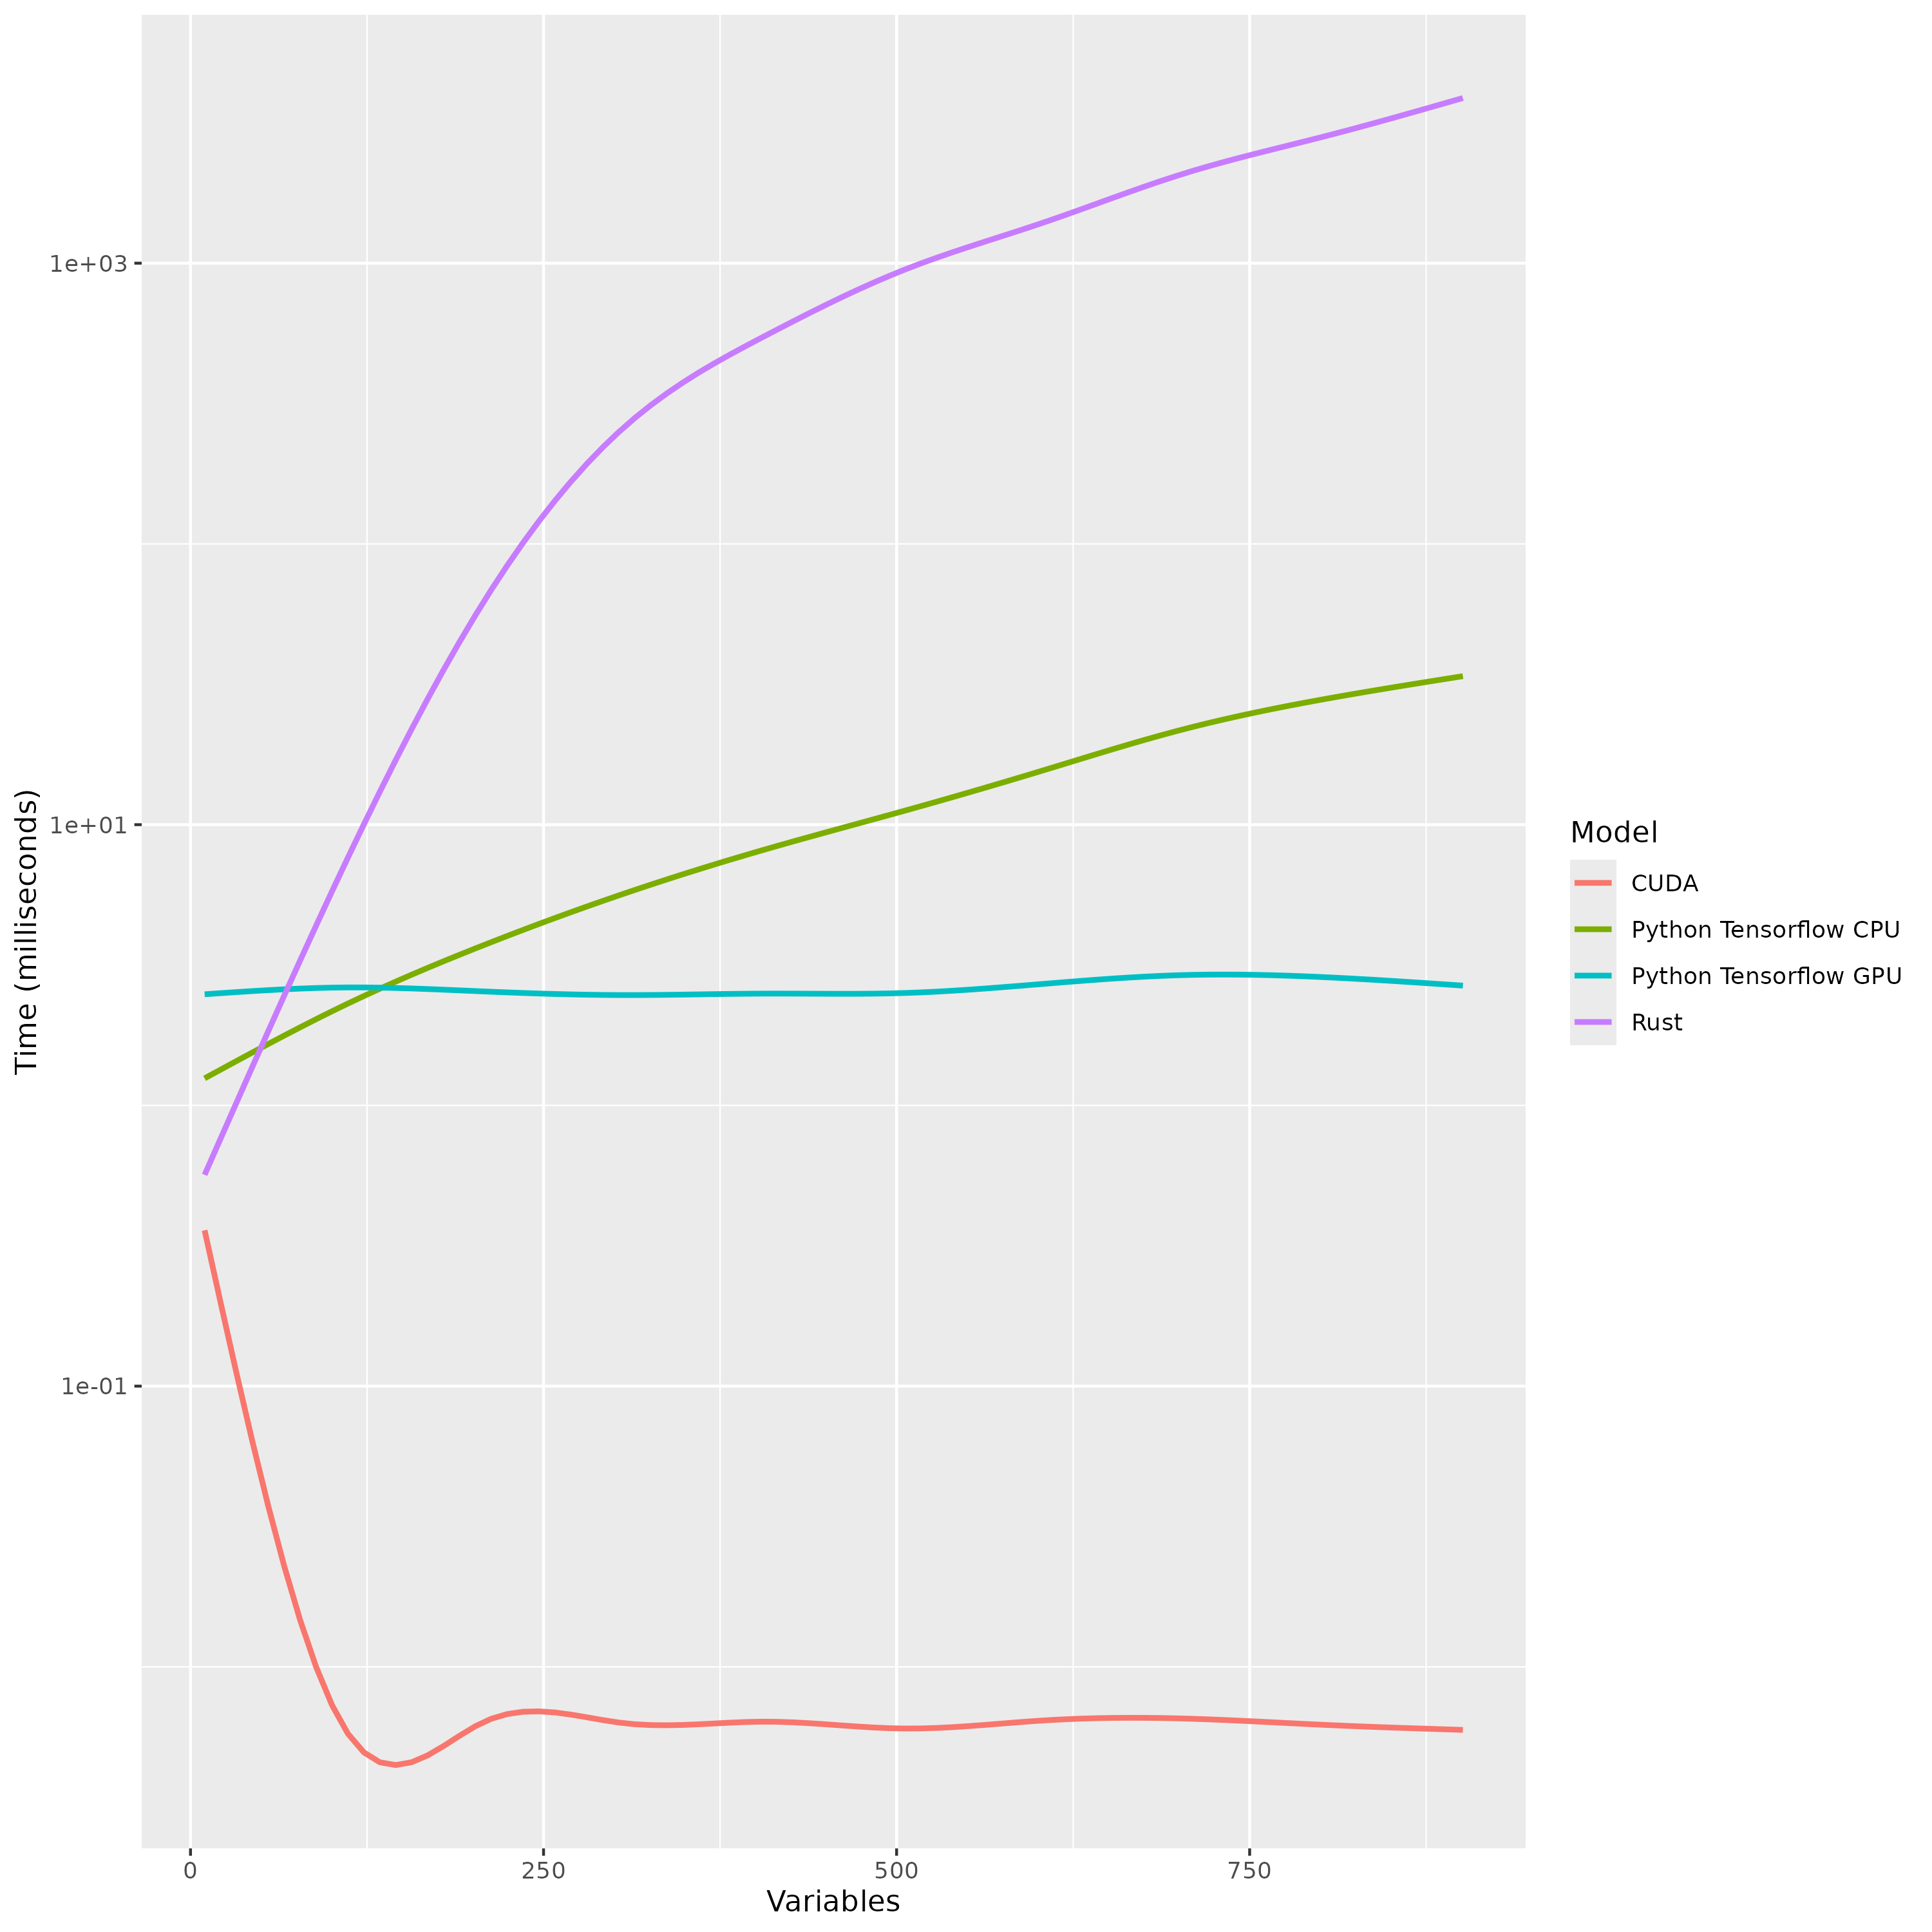 Time (milliseconds)
1e+03
1e+01
1e-01
0
250
500
750
Variables
Model
CUDA
Python Tensorflow CPU
Python Tensorflow GPU
Rust